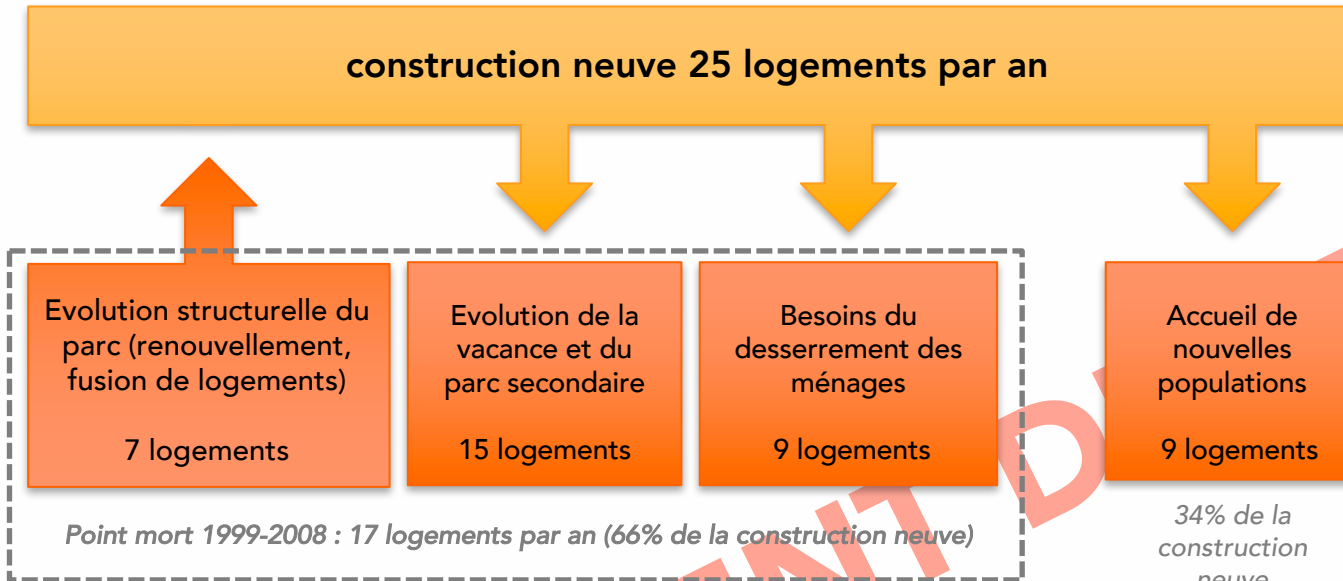 construction neuve 25 logements par an
Evolution structurelle du
parc (renouvellement,
fusion de logements)
7 logements
Evolution de la
vacance et du
parc secondaire
15 logements
Besoins du
desserrement des
ménages
9 logements
Accueil de
nouvelles
populations
9 logements
Point mort 1999-2008 : 17 logements par an (66% de la construction neuve)
34% de la
construction
neuve
ENT D